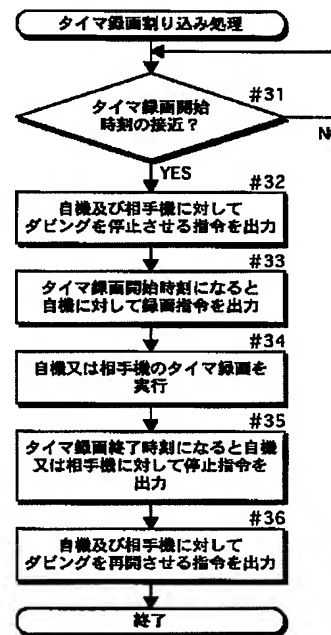 タイマ録画割り込み処理
#31
タイマ録画開始
時刻の接近？
YES
#32
自機及び相手機に対して
ダビングを停止させる指令を出力
#33
タイマ録画開始時刻になると
自機に対して録画指令を出力
#34
自機又は相手機のタイマ録画を
実行
#35
タイマ録画終了時刻になると自機
又は相手機に対して停止指令を
出力
#36
自機及び相手機に対して
ダビングを再開させる指令を出力
終了